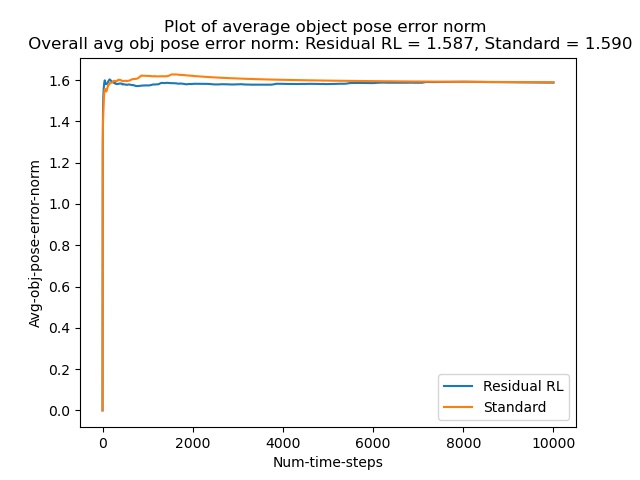 Plot of average object pose error norm
Overall avg obj pose error norm: Residual RL = 1.587, Standard = 1.590
1.6
1.4
1.2
1.0
0.8
0.6
0.4
0.2
0.0
Avg-obj-pose-error-norm
Residual RL
Standard
0 2000 4000 6000 8000 10000
Num-time-steps